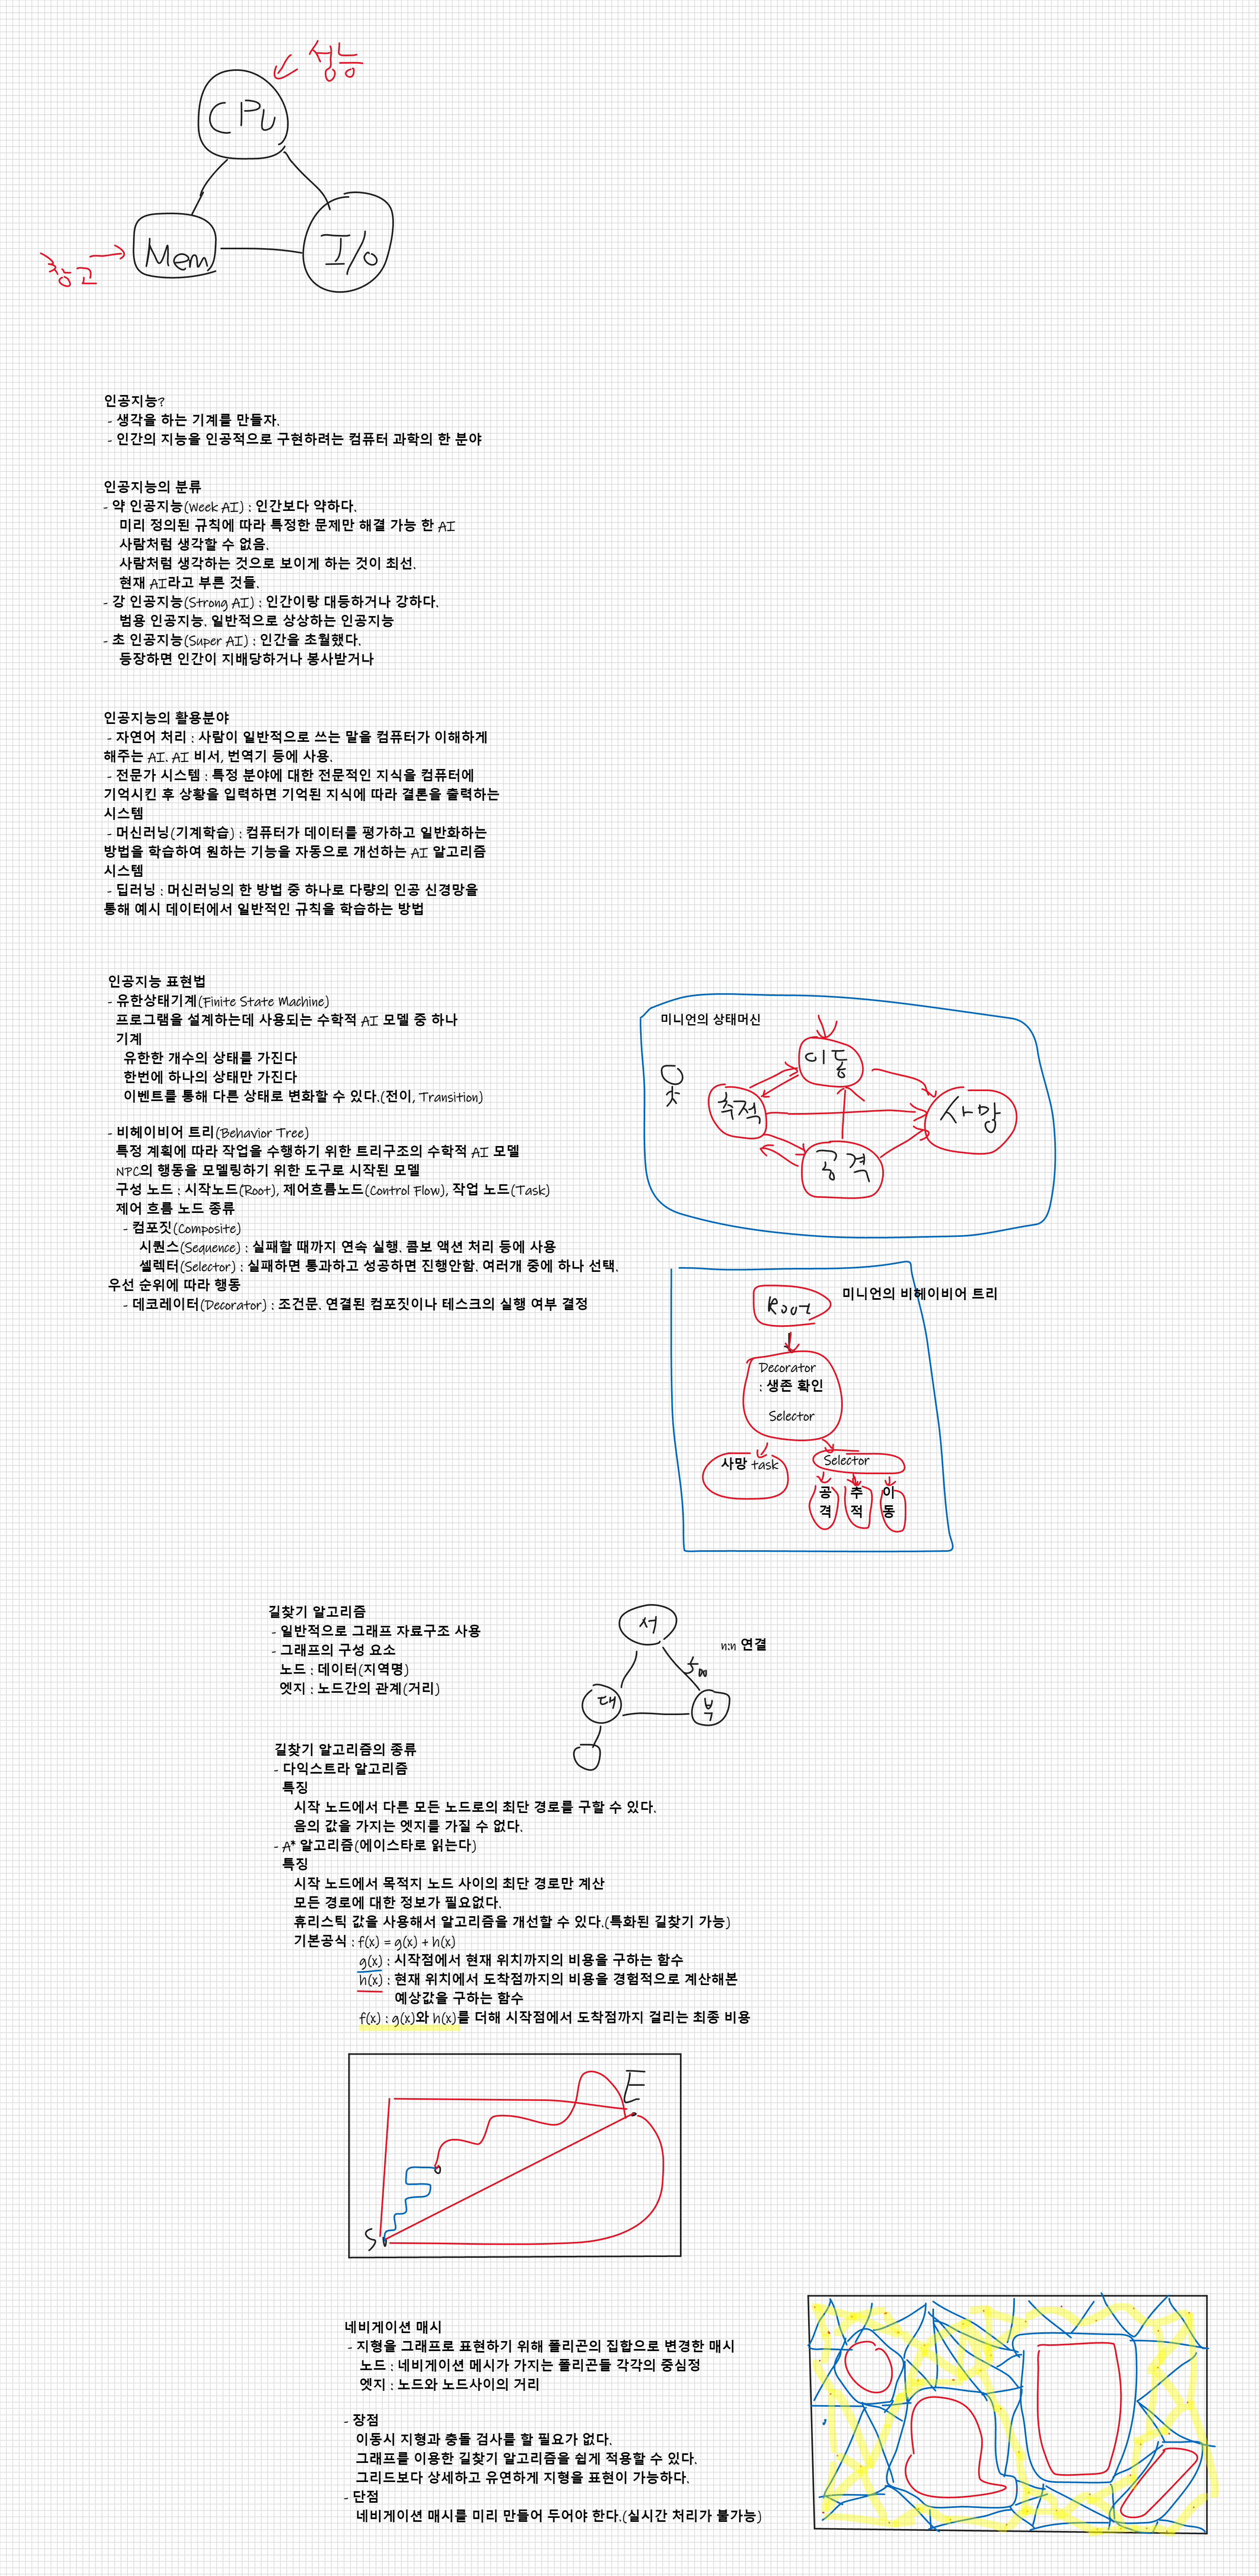 성능
CPU
Mem
I/O
창고
인공지능?
- 생각을 하는 기계를 만들자.
- 인간의 지능을 인공적으로 구현하려는 컴퓨터 과학의 한 분야
인공지능의 분류
- 약 인공지능(Week AI) : 인간보다 약하다.
미리 정의된 규칙에 따라 특정한 문제만 해결 가능 한 AI
사람처럼 생각할 수 없음.
사람처럼 생각하는 것으로 보이게 하는 것이 최선.
현재 AI라고 부른 것들.
- 강 인공지능(Strong AI) : 인간이랑 대등하거나 강하다.
범용 인공지능. 일반적으로 상상하는 인공지능
- 초 인공지능(Super AI) : 인간을 초월했다.
등장하면 인간이 지배당하거나 봉사받거나
인공지능의 활용분야
- 자연어 처리 : 사람이 일반적으로 쓰는 말을 컴퓨터가 이해하게
해주는 AI. AI 비서, 번역기 등에 사용.
- 전문가 시스템 : 특정 분야에 대한 전문적인 지식을 컴퓨터에
기억시킨 후 상황을 입력하면 기억된 지식에 따라 결론을 출력하는
시스템
- 머신러닝(기계학습) : 컴퓨터가 데이터를 평가하고 일반화하는
방법을 학습하여 원하는 기능을 자동으로 개선하는 AI 알고리즘
시스템
- 딥러닝 : 머신러닝의 한 방법 중 하나로 다량의 인공 신경망을
통해 예시 데이터에서 일반적인 규칙을 학습하는 방법
인공지능 표현법
- 유한상태기계(Finite State Machine)
프로그램을 설계하는데 사용되는 수학적 AI 모델 중 하나
기계
유한한 개수의 상태를 가진다
한번에 하나의 상태만 가진다
이벤트를 통해 다른 상태로 변화할 수 있다.(전이, Transition)
- 비헤이비어 트리(Behavior Tree)
특정 계획에 따라 작업을 수행하기 위한 트리구조의 수학적 AI 모델
NPC의 행동을 모델링하기 위한 도구로 시작된 모델
구성 노드 : 시작노드(Root), 제어흐름노드(Control Flow), 작업 노드(Task)
제어 흐름 노드 종류
- 컴포짓(Composite)
시퀀스(Sequence) : 실패할 때까지 연속 실행. 콤보 액션 처리 등에 사용
셀렉터(Selector) : 실패하면 통과하고 성공하면 진행안함. 여러개 중에 하나 선택.
우선 순위에 따라 행동
- 데코레이터(Decorator) : 조건문. 연결된 컴포짓이나 테스크의 실행 여부 결정
미니언의 상태머신
이동
추적
사망
공격
미니언의 비헤이비어 트리
Root
Decorator
: 생존 확인
Selector
사망 task
Selector
공격
추적
이동
길찾기 알고리즘
- 일반적으로 그래프 자료구조 사용
- 그래프의 구성 요소
노드 : 데이터(지역명)
엣지 : 노드간의 관계(거리)
서
n:n 연결
500
대
부
길찾기 알고리즘의 종류
- 다익스트라 알고리즘
특징
시작 노드에서 다른 모든 노드로의 최단 경로를 구할 수 있다.
음의 값을 가지는 엣지를 가질 수 없다.
- A* 알고리즘(에이스타로 읽는다)
특징
시작 노드에서 목적지 노드 사이의 최단 경로만 계산
모든 경로에 대한 정보가 필요없다.
휴리스틱 값을 사용해서 알고리즘을 개선할 수 있다.(특화된 길찾기 가능)
기본공식 : f(x) = g(x) + h(x)
g(x) : 시작점에서 현재 위치까지의 비용을 구하는 함수
h(x) : 현재 위치에서 도착점까지의 비용을 경험적으로 계산해본
예상값을 구하는 함수
f(x) : g(x)와 h(x)를 더해 시작점에서 도착점까지 걸리는 최종 비용
E
S
네비게이션 매시
- 지형을 그래프로 표현하기 위해 폴리곤의 집합으로 변경한 매시
노드 : 네비게이션 메시가 가지는 폴리곤들 각각의 중심정
엣지 : 노드와 노드사이의 거리
- 장점
이동시 지형과 충돌 검사를 할 필요가 없다.
그래프를 이용한 길찾기 알고리즘을 쉽게 적용할 수 있다.
그리드보다 상세하고 유연하게 지형을 표현이 가능하다.
- 단점
네비게이션 매시를 미리 만들어 두어야 한다.(실시간 처리가 불가능)